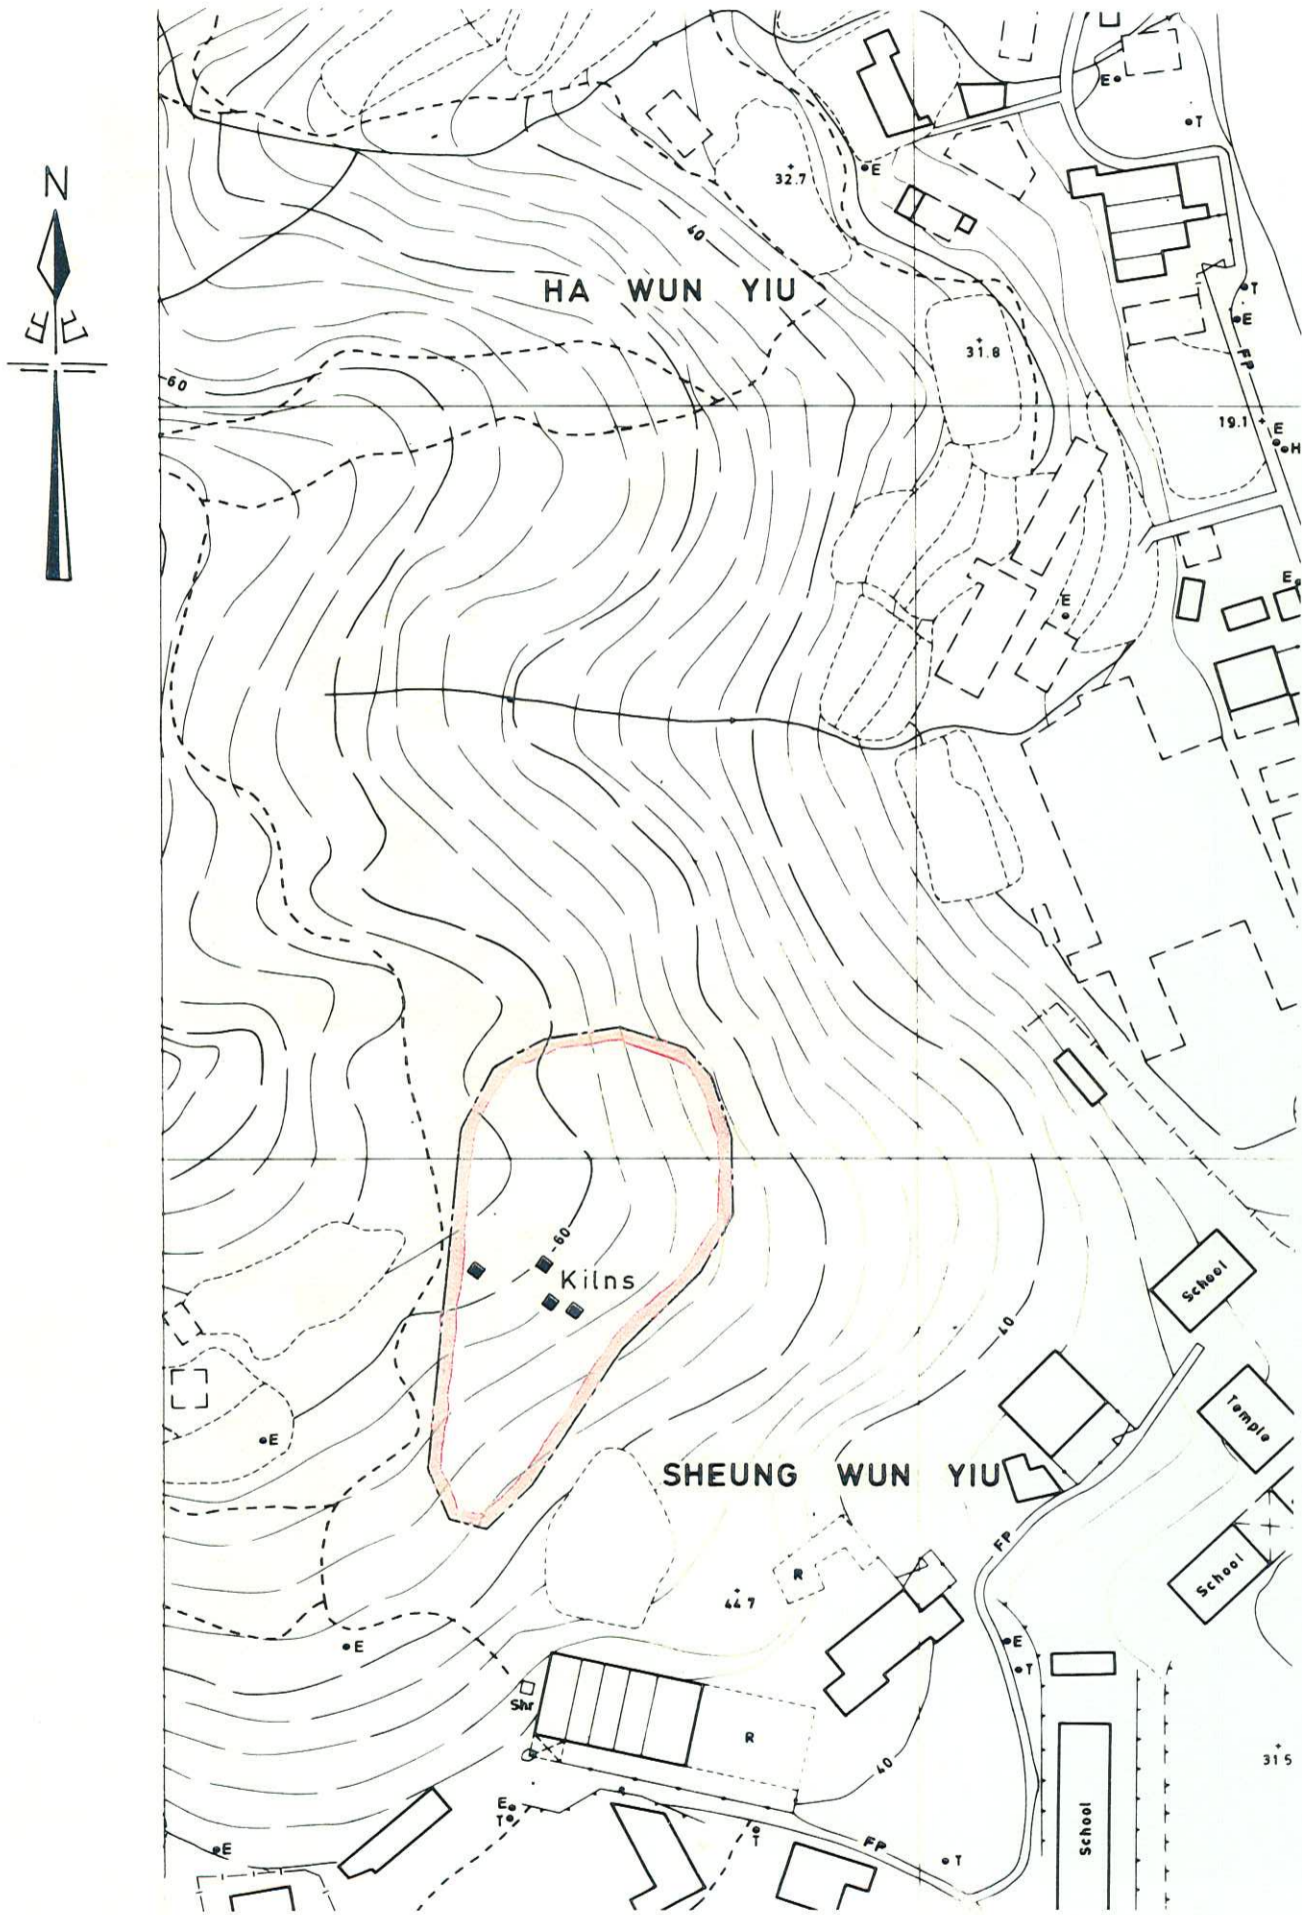 E
T
N
32.7
E
40
HA WUN YIU
T
E
31.8
FP
60
19.1
E
H
E
E
60
Kilns
School
40
Temple
E
SHEUNG WUN YIU
FP
School
R
44.7
E
E
T
Shr
R
31.5
40
School
E
T
T
FP
E
T